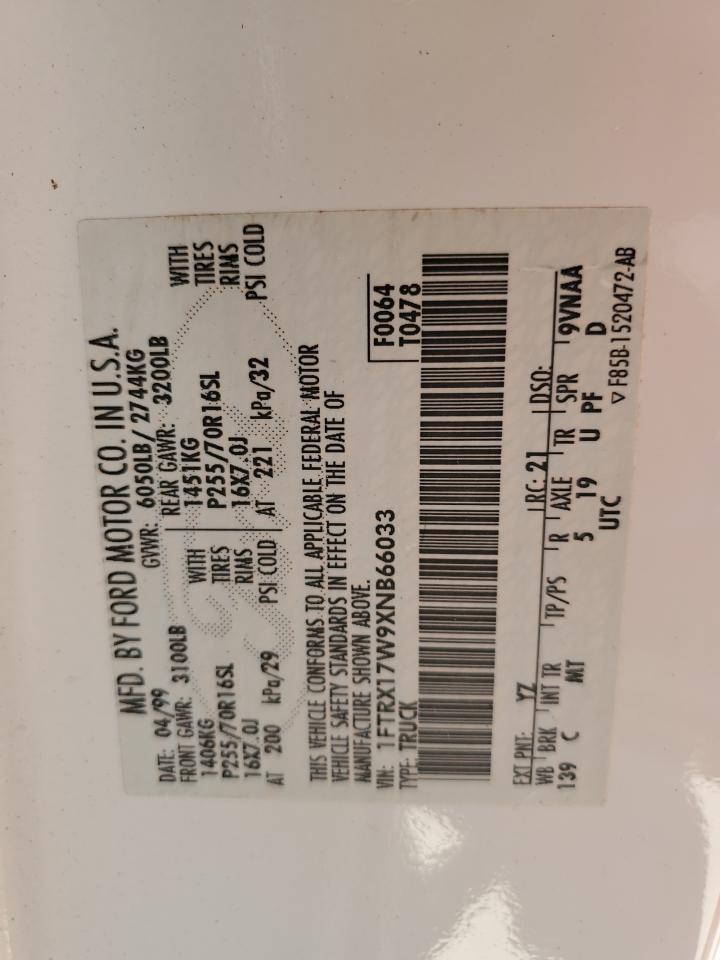 MFD. BY FORD MOTOR CO. IN U.S.A.
DATE: 04/99 GVWR: 6050LB/ 2744KG
FRONT GAWR: 3100LB REAR GAWR: 3200LB
1406KG WITH 1451KG WITH
P255/70R16SL TIRES P255/70R16SL TIRES
16X7.0J RIMS 16X7.0J RIMS
AT 200 kPa/29 PSI COLD AT 221 kPa/32 PSI COLD
THIS VEHICLE CONFORMS TO ALL APPLICABLE FEDERAL MOTOR
VEHICLE SAFETY STANDARDS IN EFFECT ON THE DATE OF
MANUFACTURE SHOWN ABOVE.
VIN: 1FTRX17W9XNB66033 F0064
TYPE: TRUCK T0478
EXT PNT: YZ RC: 21 DSO:
WB BRK INT TR TP/PS R AXLE TR SPR 9VNAA
139 C MT 5 19 U PF D
UTC
▽ F85B-1520472-AB